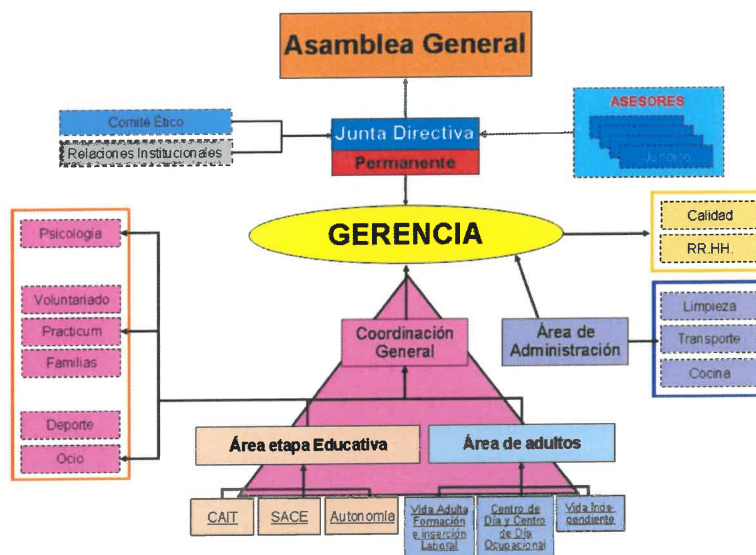 Asamblea General
Comité Ético
Relaciones Institucionales
Junta Directiva
Permanente
ASESORES
Jurídico
GERENCIA
Calidad
RR.HH.
Psicología
Voluntariado
Practicum
Familias
Deporte
Ocio
Coordinación
General
Área de
Administración
Limpieza
Transporte
Cocina
Área etapa Educativa
Área de adultos
CAIT
SACE
Autonomía
Vida Adulta
Formación
e inserción
Laboral
Centro de
Día y Centro
de Día
Ocupacional
Vida Inde-
pendiente